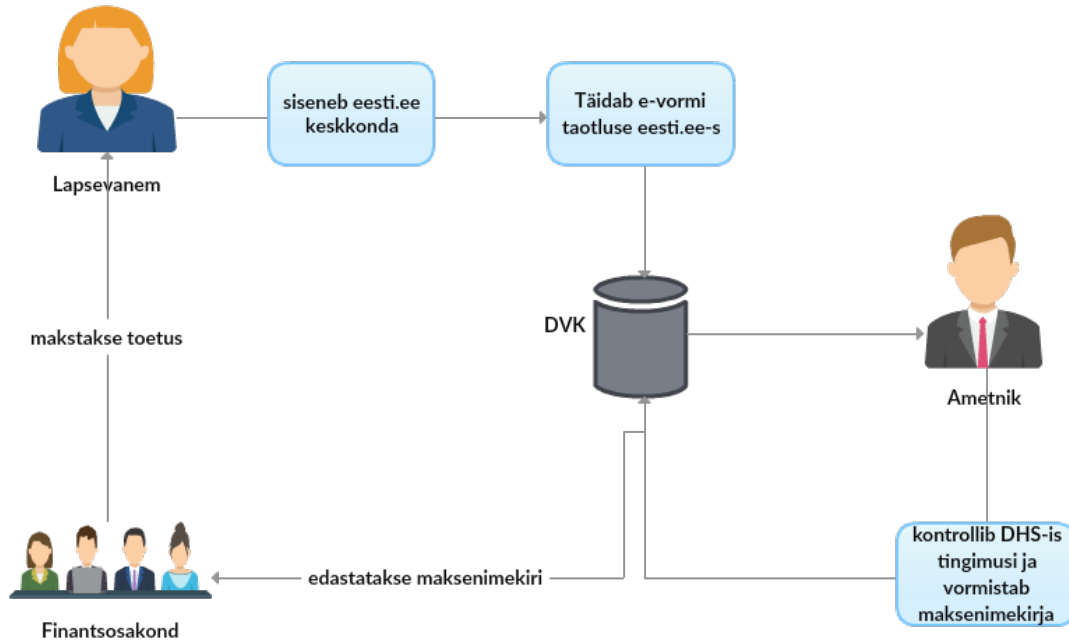 siseneb eesti.ee
keskkonda
Täidab e-vormi
taotluse eesti.ee-s
Lapsevanem
DVK
makstakse toetus
Ametnik
kontrollib DHS-is
tingimusi ja
vormistab
maksenimekirja
edastatakse maksenimekiri
Finantsosakond